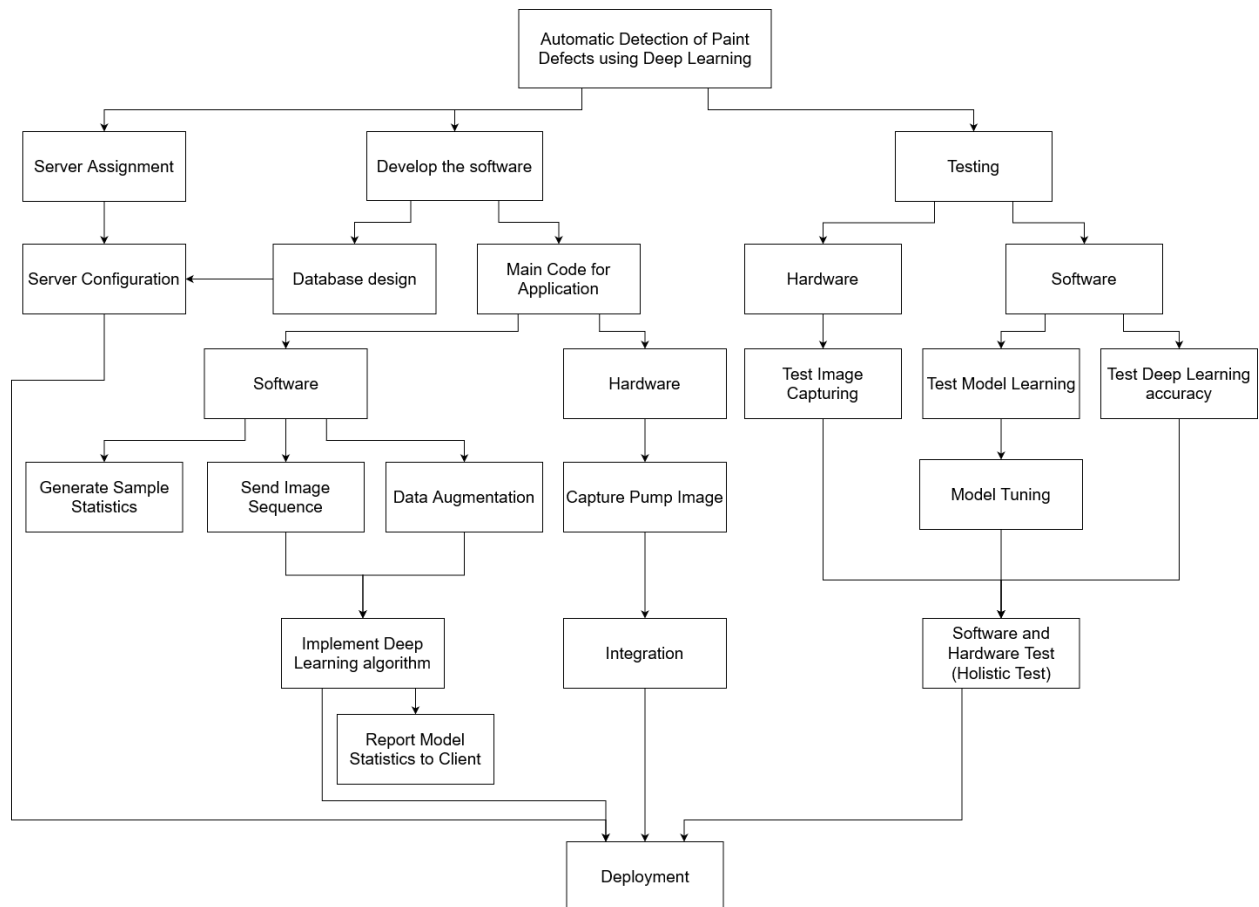 Automatic Detection of Paint
Defects using Deep Learning
Server Assignment
Develop the software
Testing
Server Configuration
Database design
Main Code for
Application
Hardware
Software
Software
Hardware
Test Image
Capturing
Test Model Learning
Test Deep Learning
accuracy
Generate Sample
Statistics
Send Image
Sequence
Data Augmentation
Capture Pump Image
Model Tuning
Implement Deep
Learning algorithm
Integration
Software and
Hardware Test
(Holistic Test)
Report Model
Statistics to Client
Deployment